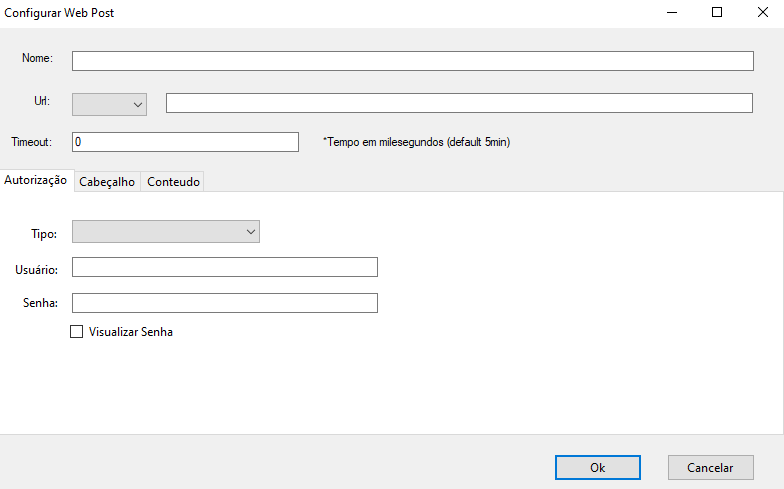 Configurar Web Post
Nome:
Url:
Timeout: 0 *Tempo em milesegundos (default 5min)
Autorização Cabeçalho Conteudo
Tipo:
Usuário:
Senha:
Visualizar Senha
Ok Cancelar